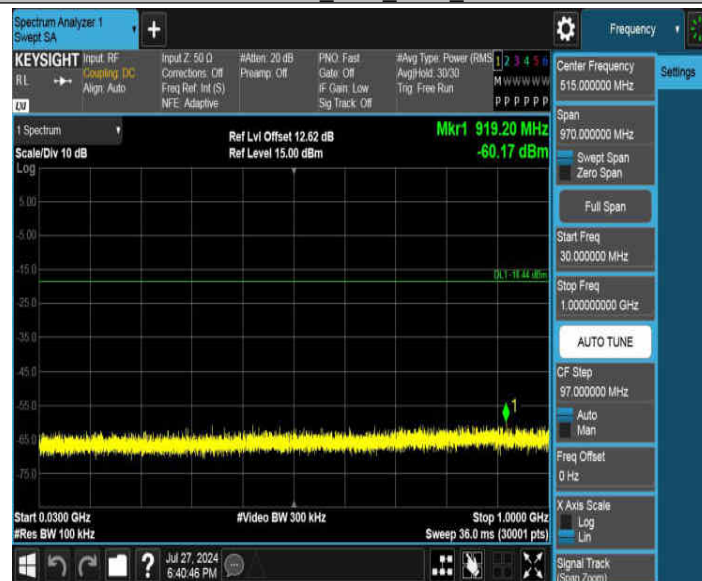 Spectrum Analyzer 1
Swept SA
Frequency
KEYSIGHT
RL
Input: RF
Coupling: DC
Align: Auto
Input Z: 50 Ω
Corrections: Off
Freq Ref: Int (S)
NFE: Adaptive
#Atten: 20 dB
Preamp: Off
PNO: Fast
Gate: Off
IF Gain: Low
Sig Track: Off
#Avg Type: Power (RMS
Avg|Hold: 30/30
Trig: Free Run
1 2 3 4 5 6
M W W W W W
P P P P P P
Settings
1 Spectrum
Scale/Div 10 dB
Log
Ref Lvl Offset 12.62 dB
Ref Level 15.00 dBm
Mkr1 919.20 MHz
-60.17 dBm
5.00
-5.00
-15.0
DL1 -18.44 dBm
-25.0
-35.0
-45.0
-55.0
1
-65.0
-75.0
Start 0.0300 GHz
#Res BW 100 kHz
#Video BW 300 kHz
Stop 1.0000 GHz
Sweep 36.0 ms (30001 pts)
Center Frequency
515.000000 MHz
Span
970.000000 MHz
Swept Span
Zero Span
Full Span
Start Freq
30.000000 MHz
Stop Freq
1.000000000 GHz
AUTO TUNE
CF Step
97.000000 MHz
Auto
Man
Freq Offset
0 Hz
X Axis Scale
Log
Lin
Signal Track
(Span Zoom)
Jul 27, 2024
6:40:46 PM